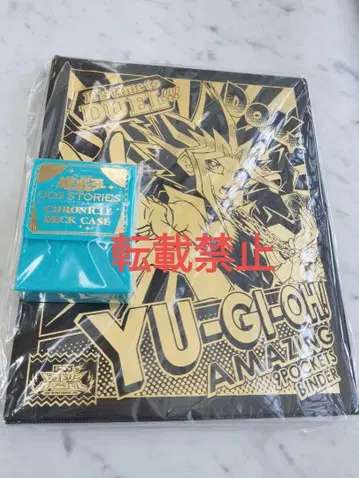 It's time to
DUEL!!!
OCG STORIES
CHRONICLE
DECK CASE
転載禁止
YU-GI-OH
AMAZING
9POCKETS
BINDER